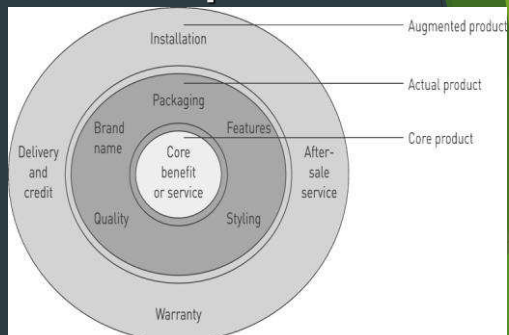 Augmented product
Installation
Actual product
Packaging
Brand
name
Features
Core product
Delivery
and
credit
Core
benefit
or service
After-
sale
service
Quality
Styling
Warranty